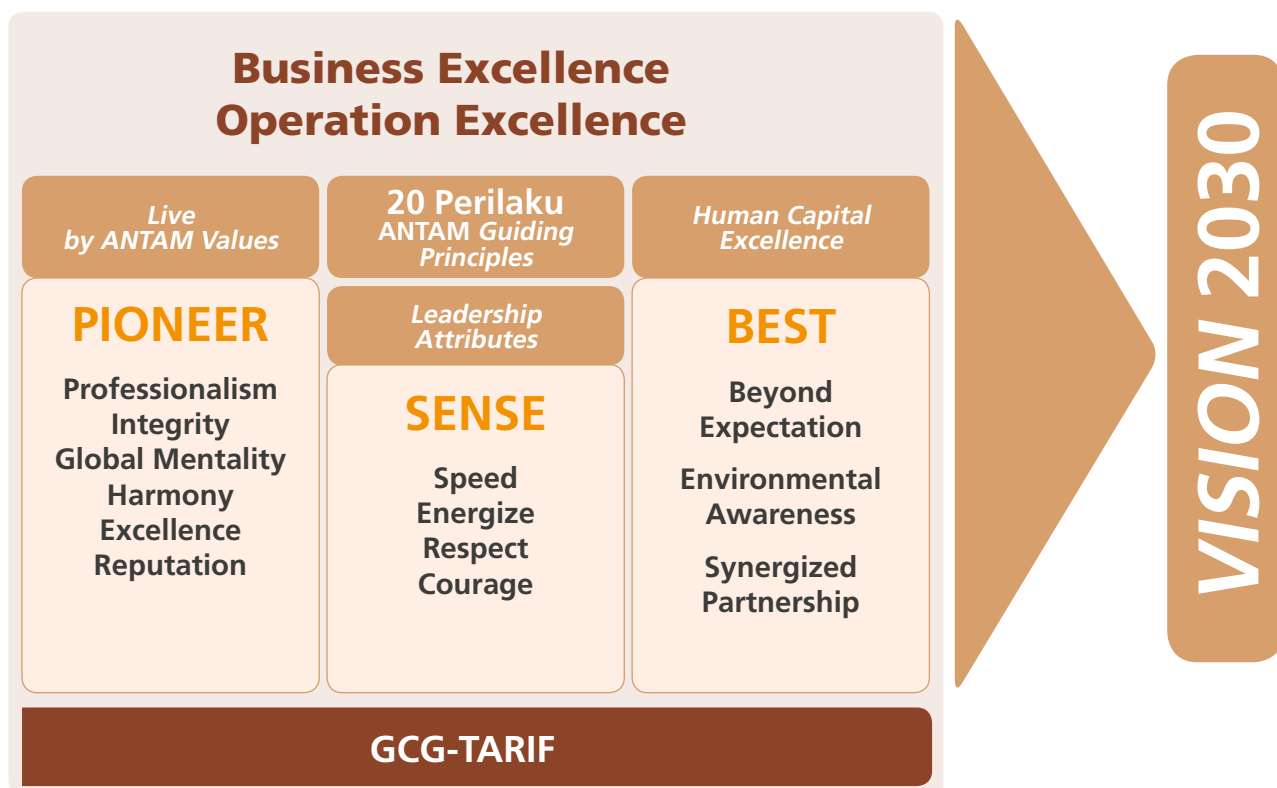 Business Excellence
Operation Excellence
Live
by ANTAM Values
PIONEER
Professionalism
Integrity
Global Mentality
Harmony
Excellence
Reputation
20 Perilaku
ANTAM Guiding
Principles
Leadership
Attributes
SENSE
Speed
Energize
Respect
Courage
Human Capital
Excellence
BEST
Beyond
Expectation
Environmental
Awareness
Synergized
Partnership
GCG-TARIF
VISION 2030